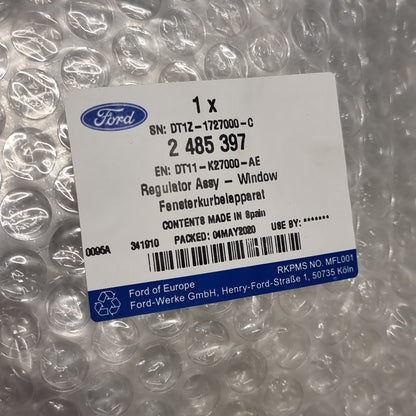 Ford
1 x
SN: DT1Z-1727000-C
2 485 397
EN: DT11-K27000-AE
Regulator Assy - Window
Fensterkurbelapparat
CONTENTS MADE IN Spain
0095A 341910 PACKED: 04MAY2020 USE BY: *******
RKPMS NO. MFL001
Ford of Europe
Ford-Werke GmbH, Henry-Ford-Straße 1, 50735 Köln